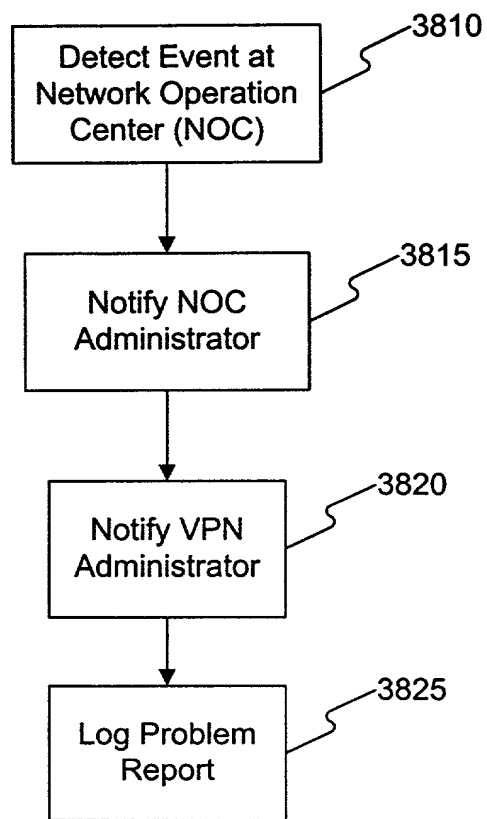 3810
Detect Event at
Network Operation
Center (NOC)
3815
Notify NOC
Administrator
3820
Notify VPN
Administrator
3825
Log Problem
Report